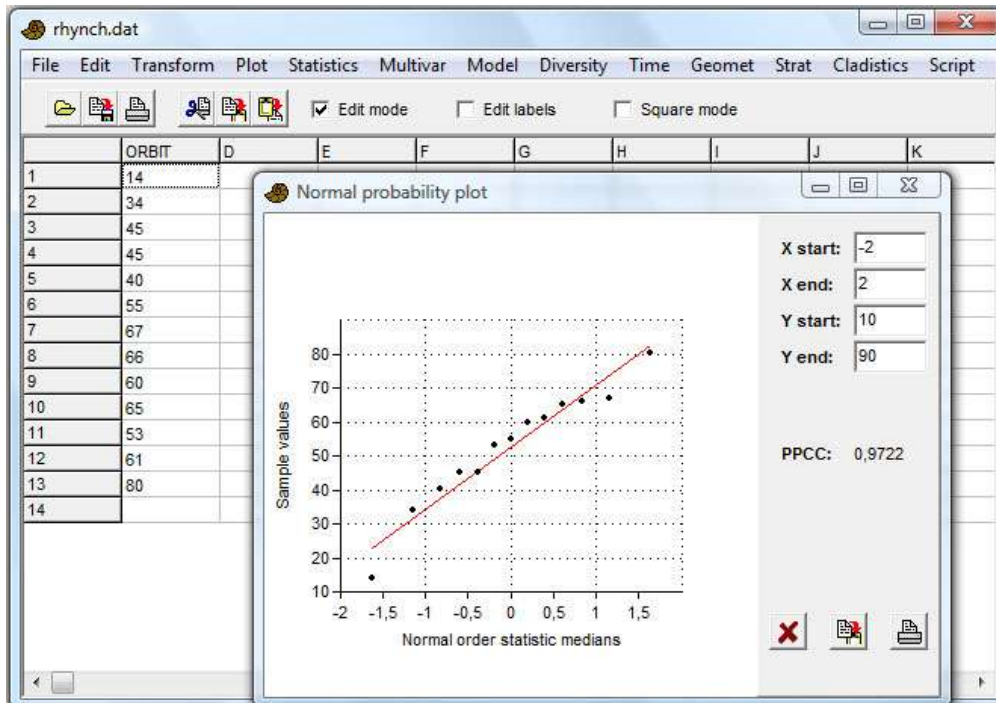 rhynch.dat
File Edit Transform Plot Statistics Multivar Model Diversity Time Geomet Strat Cladistics Script
Edit mode Edit labels Square mode
ORBIT D E F G H I J K
1 14
2 34
3 45
4 45
5 40
6 55
7 67
8 66
9 60
10 65
11 53
12 61
13 80
14
Normal probability plot
X start: -2
X end: 2
Y start: 10
Y end: 90
PPCC: 0,9722
Sample values
80
70
60
50
40
30
20
10
-2 -1,5 -1 -0,5 0 0,5 1 1,5
Normal order statistic medians